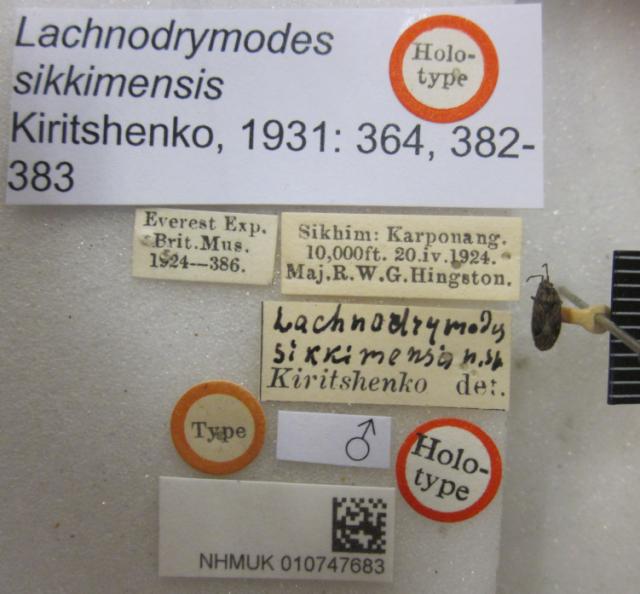 Lachnodrymodes
sikkimensis
Kiritshenko, 1931: 364, 382-
383
Holo-
type
Everest Exp.
Brit.Mus.
1924—386.
Sikhim: Karponang.
10,000ft. 20.iv.1924.
Maj.R.W.G.Hingston.
Lachnodrymodes
sikkimensis n.sp
Kiritshenko det.
Type
♂
Holo-
type
NHMUK 010747683